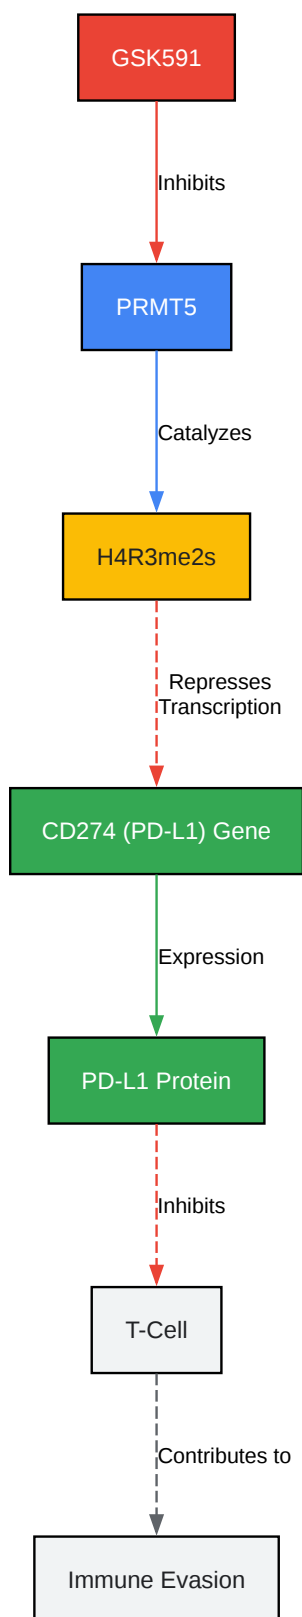 GSK591
Inhibits
PRMT5
Catalyzes
H4R3me2s
Represses
Transcription
CD274 (PD-L1) Gene
Expression
PD-L1 Protein
Inhibits
T-Cell
Contributes to
Immune Evasion